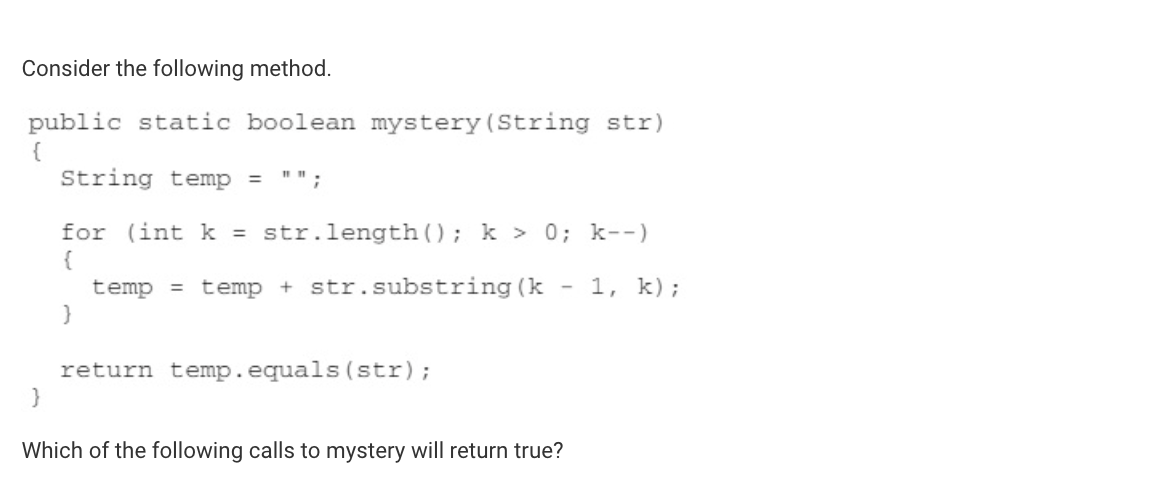 Consider the following method.
public static boolean mystery(String str)
{
String temp = "";
for (int k = str.length(); k > 0; k--)
{
temp = temp + str.substring(k - 1, k);
}
return temp.equals(str);
}
Which of the following calls to mystery will return true?